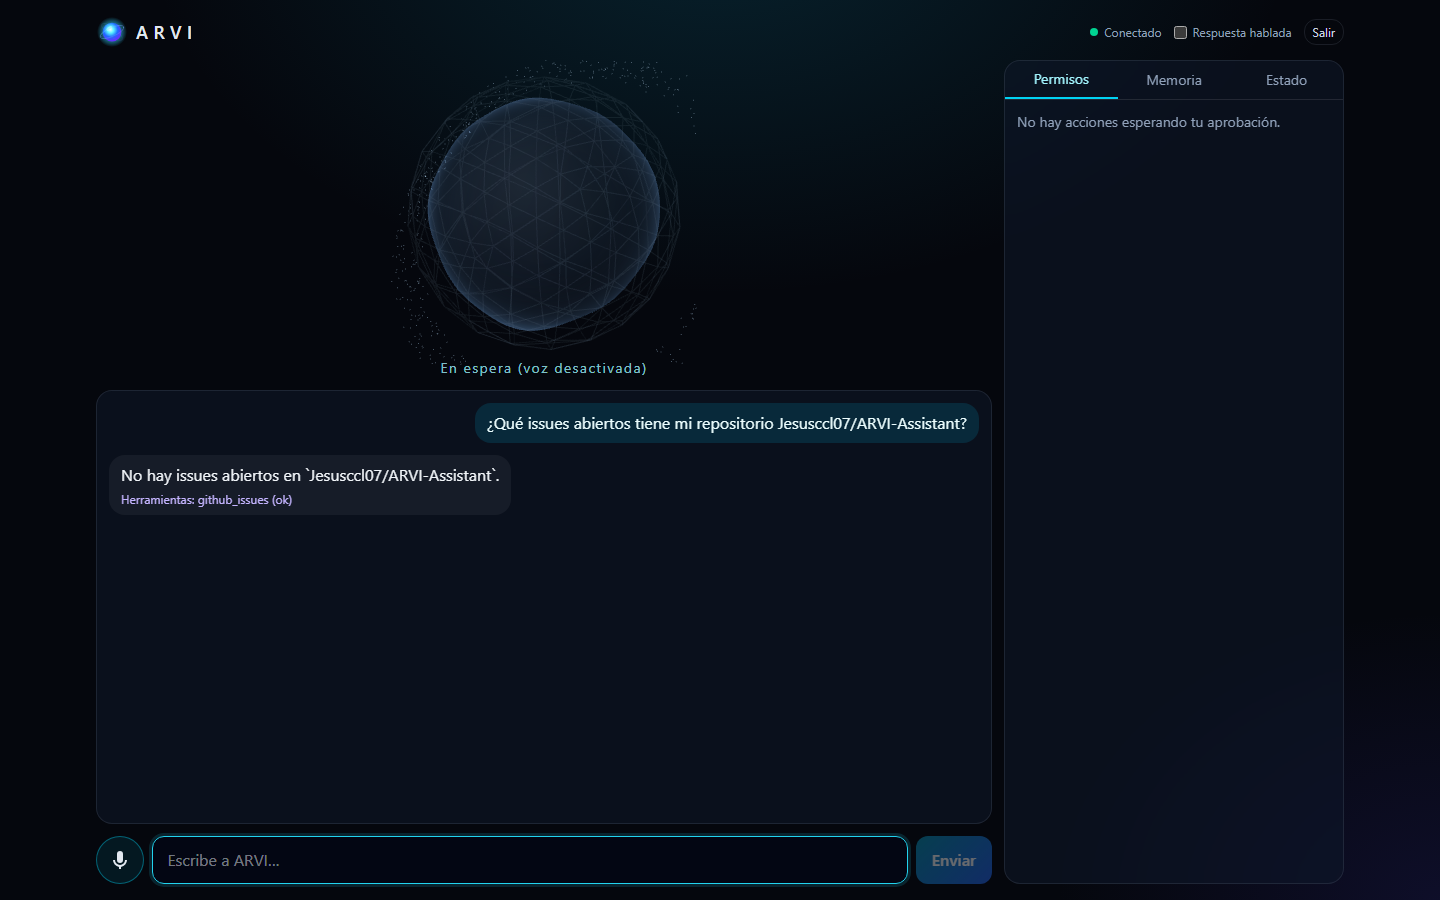 ARVI
Conectado
Respuesta hablada
Salir
En espera (voz desactivada)
¿Qué issues abiertos tiene mi repositorio Jesusccl07/ARVI-Assistant?
No hay issues abiertos en `Jesusccl07/ARVI-Assistant`.
Herramientas: github_issues (ok)
Escribe a ARVI...
Enviar
Permisos
Memoria
Estado
No hay acciones esperando tu aprobación.